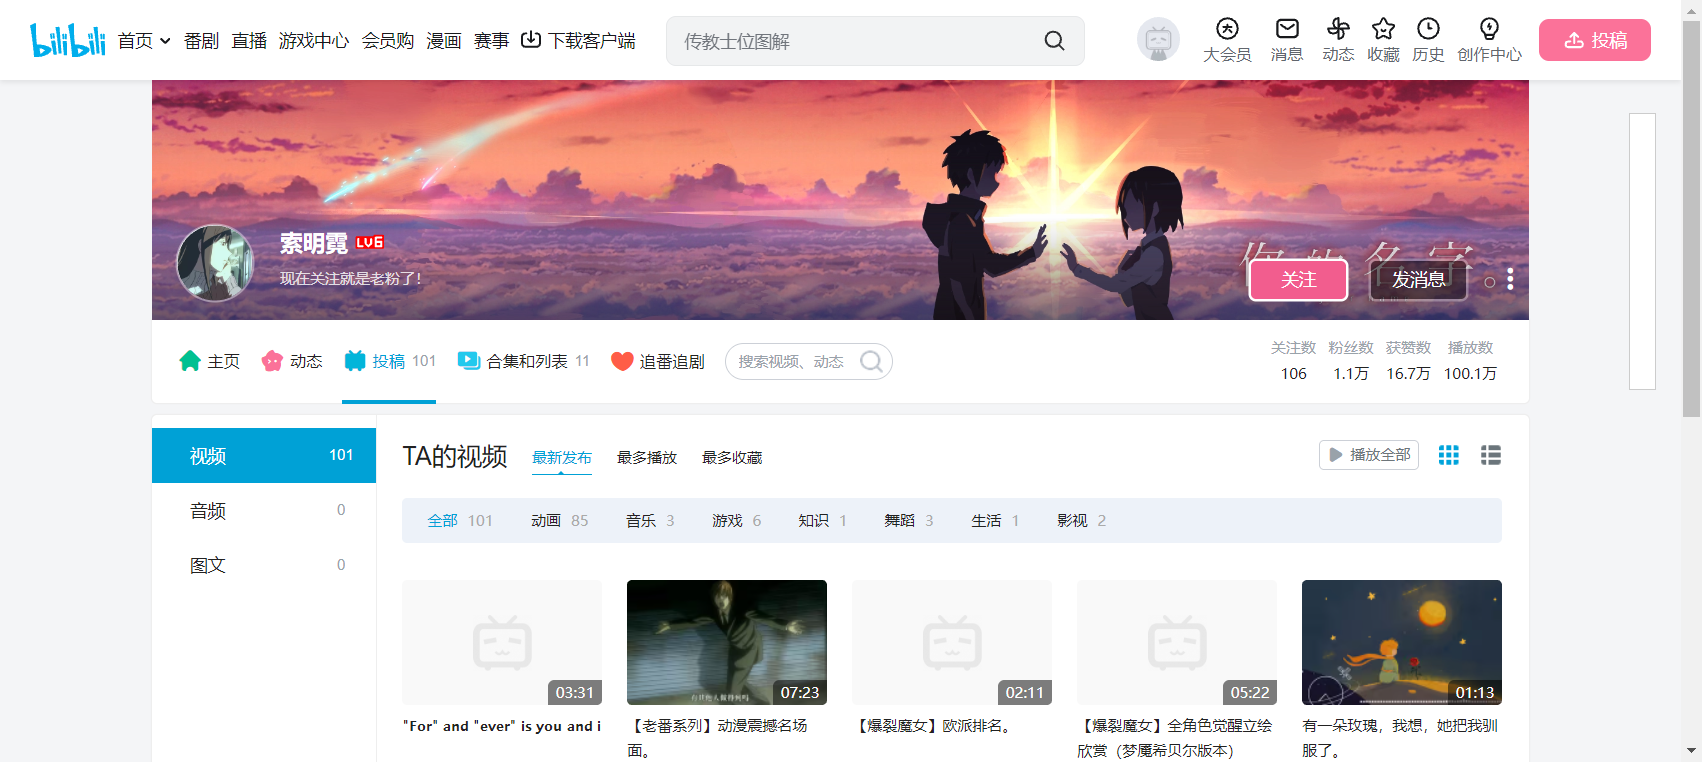 bilibili 首页 番剧 直播 游戏中心 会员购 漫画 赛事 下载客户端 传教士位图解 大会员 消息 动态 收藏 历史 创作中心 投稿
你的名字
索明霓 LV6
现在关注就是老粉了!
关注 发消息
主页 动态 投稿 101 合集和列表 11 追番追剧 搜索视频、动态
关注数 粉丝数 获赞数 播放数
106 1.1万 16.7万 100.1万
视频 101
音频 0
图文 0
TA的视频 最新发布 最多播放 最多收藏 播放全部
全部 101 动画 85 音乐 3 游戏 6 知识 1 舞蹈 3 生活 1 影视 2
03:31 07:23 02:11 05:22 01:13
"For" and "ever" is you and i
【老番系列】动漫震撼名场
面。
【爆裂魔女】欧派排名。
【爆裂魔女】全角色觉醒立绘
欣赏（梦魇希贝尔版本）
有一朵玫瑰，我想，她把我驯
服了。